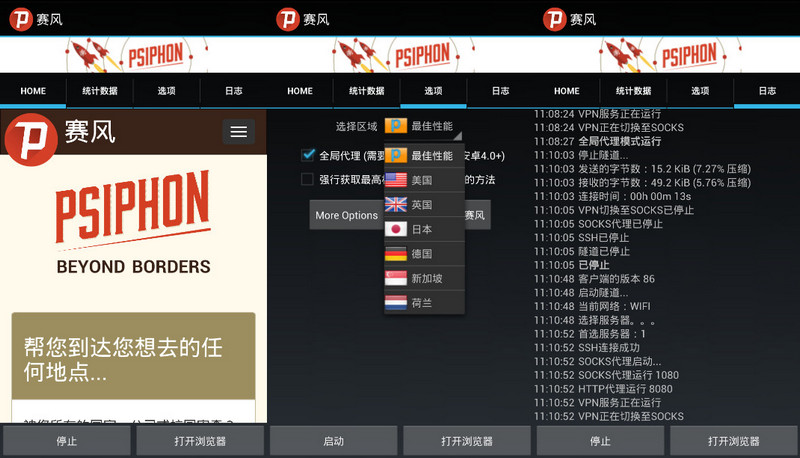 赛风
PSIPHON
HOME
统计数据
选项
日志
赛风
PSIPHON
BEYOND BORDERS
帮您到达您想去的任
何地点...
停止
打开浏览器
赛风
PSIPHON
HOME
统计数据
选项
日志
选择区域
最佳性能
全局代理 (需要
安卓4.0+)
强行获取最高
的方法
More Options
赛风
最佳性能
美国
英国
日本
德国
新加坡
荷兰
启动
打开浏览器
赛风
PSIPHON
HOME
统计数据
选项
日志
11:08:24 VPN服务正在运行
11:08:24 VPN正在切换至SOCKS
11:08:27 全局代理模式运行
11:10:03 停止隧道...
11:10:03 发送的字节数：15.2 KiB (7.27% 压缩)
11:10:03 接收的字节数：49.2 KiB (5.76% 压缩)
11:10:03 连接时间：00h 00m 13s
11:10:05 VPN切换至SOCKS已停止
11:10:05 SOCKS代理已停止
11:10:05 SSH已停止
11:10:05 隧道已停止
11:10:05 已停止
11:10:48 客户端的版本 86
11:10:48 启动隧道...
11:10:48 当前网络：WIFI
11:10:48 选择服务器。。。
11:10:52 首选服务器：1
11:10:52 SSH连接成功
11:10:52 SOCKS代理启动...
11:10:52 SOCKS代理运行 1080
11:10:52 HTTP代理运行 8080
11:10:52 VPN服务正在运行
11:10:52 VPN正在切换至SOCKS
停止
打开浏览器